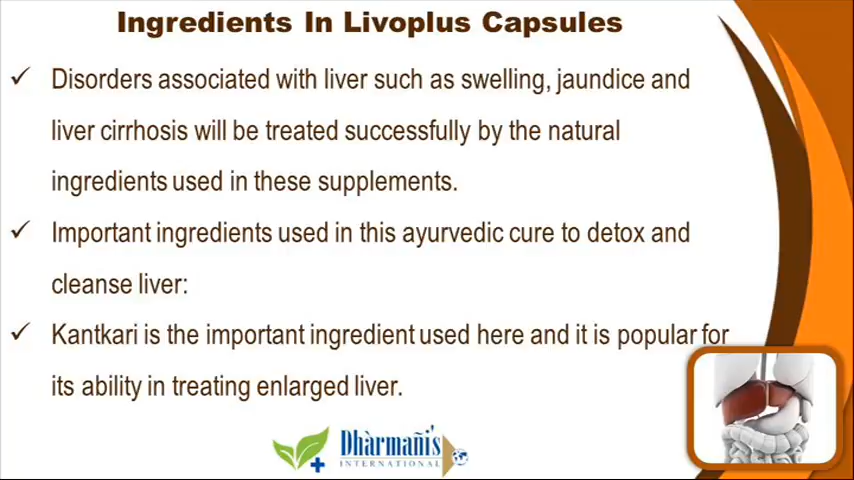 Ingredients In Livoplus Capsules
✓ Disorders associated with liver such as swelling, jaundice and
liver cirrhosis will be treated successfully by the natural
ingredients used in these supplements.
✓ Important ingredients used in this ayurvedic cure to detox and
cleanse liver:
✓ Kantkari is the important ingredient used here and it is popular for
its ability in treating enlarged liver.
Dhàrmañi's
INTERNATIONAL